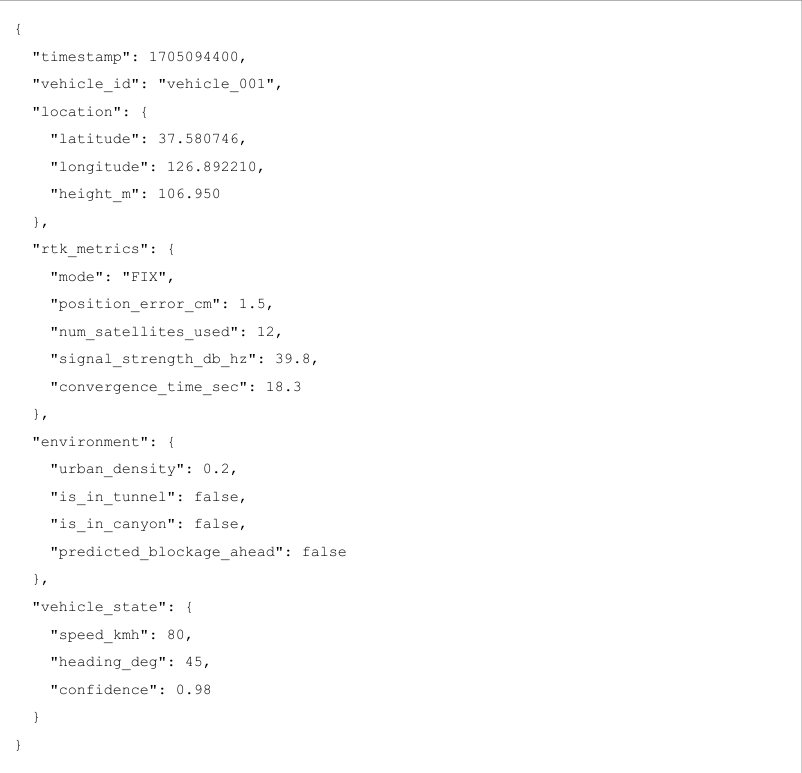 {
  "timestamp": 1705094400,
  "vehicle_id": "vehicle_001",
  "location": {
    "latitude": 37.580746,
    "longitude": 126.892210,
    "height_m": 106.950
  },
  "rtk_metrics": {
    "mode": "FIX",
    "position_error_cm": 1.5,
    "num_satellites_used": 12,
    "signal_strength_db_hz": 39.8,
    "convergence_time_sec": 18.3
  },
  "environment": {
    "urban_density": 0.2,
    "is_in_tunnel": false,
    "is_in_canyon": false,
    "predicted_blockage_ahead": false
  },
  "vehicle_state": {
    "speed_kmh": 80,
    "heading_deg": 45,
    "confidence": 0.98
  }
}